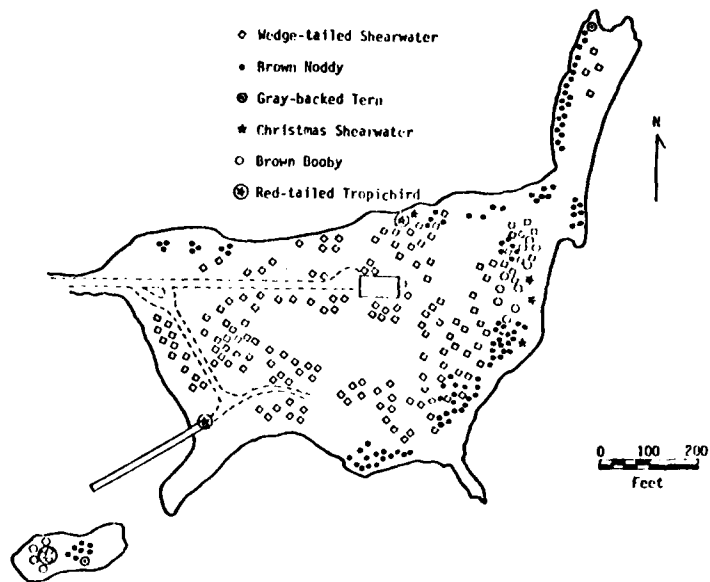 Wedge-tailed Shearwater
Brown Noddy
Gray-backed Tern
Christmas Shearwater
Brown Booby
Red-tailed Tropicbird
N
0 100 200
Feet